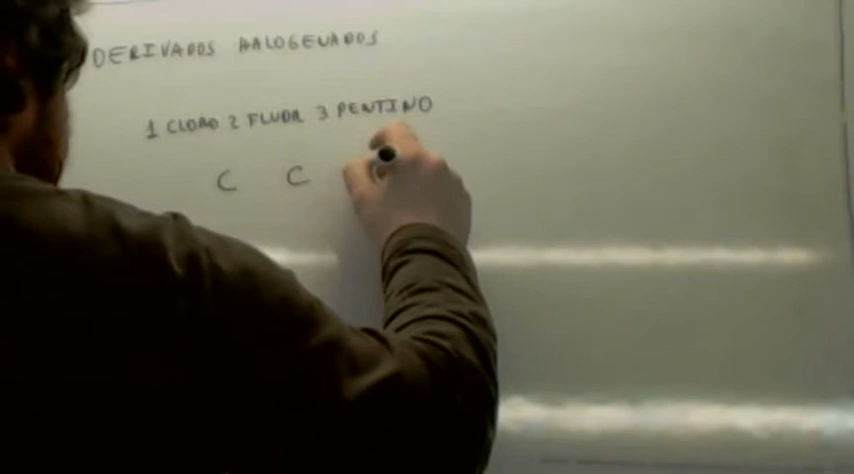 DERIVADOS HALOGENADOS
1 CLORO 2 FLUOR 3 PENTINO
C C